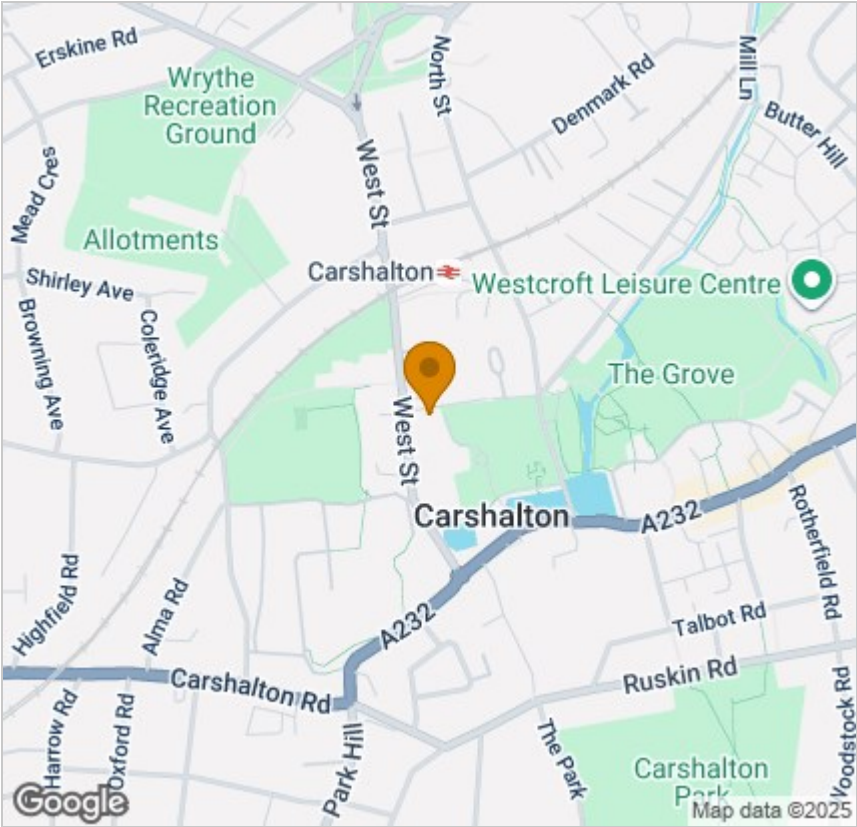 Erskine Rd
Wrythe
Recreation
Ground
North St
Denmark Rd
Mill Ln
Butter Hill
Mead Cres
West St
Allotments
Carshalton
Westcroft Leisure Centre
Shirley Ave
Browning Ave
Coleridge Ave
The Grove
West St
Carshalton
A232
Rotherfield Rd
Highfield Rd
Alma Rd
A232
Talbot Rd
Carshalton Rd
Ruskin Rd
Harrow Rd
Oxford Rd
Park Hill
The Park
Woodstock Rd
Carshalton
Park
Google
Map data ©2025